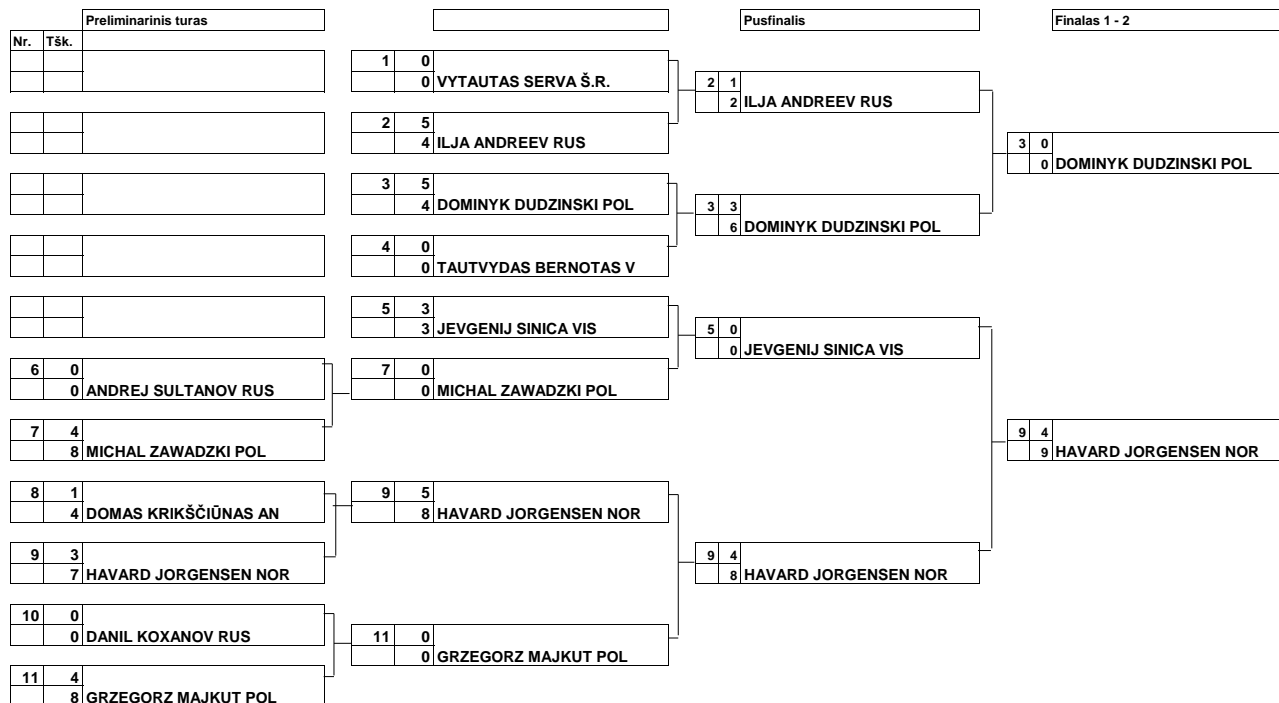 Preliminarinis turas
Pusfinalis
Finalas 1 - 2
Nr. Tšk.
1 0
0 VYTAUTAS SERVA Š.R.
2 1
2 ILJA ANDREEV RUS
2 5
4 ILJA ANDREEV RUS
3 0
0 DOMINYK DUDZINSKI POL
3 5
4 DOMINYK DUDZINSKI POL
3 3
6 DOMINYK DUDZINSKI POL
4 0
0 TAUTVYDAS BERNOTAS V
5 3
3 JEVGENIJ SINICA VIS
5 0
0 JEVGENIJ SINICA VIS
6 0
0 ANDREJ SULTANOV RUS
7 0
0 MICHAL ZAWADZKI POL
7 4
8 MICHAL ZAWADZKI POL
9 4
9 HAVARD JORGENSEN NOR
8 1
4 DOMAS KRIKŠČIŪNAS AN
9 5
8 HAVARD JORGENSEN NOR
9 3
7 HAVARD JORGENSEN NOR
9 4
8 HAVARD JORGENSEN NOR
10 0
0 DANIL KOXANOV RUS
11 0
0 GRZEGORZ MAJKUT POL
11 4
8 GRZEGORZ MAJKUT POL